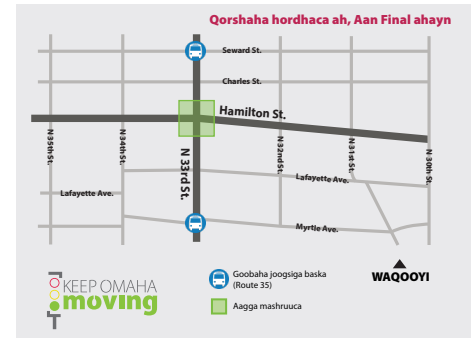 Qorshaha hordhaca ah, Aan Final ahayn
Seward St.
Charles St.
Hamilton St.
N 35th St.
N 34th St.
N 33rd St.
N 32nd St.
N 31st St.
N 30th St.
Lafayette Ave.
Lafayette Ave.
Myrtle Ave.
KEEP OMAHA
moving
Goobaha joogsiga baska
(Route 35)
Aagga mashruuca
WAQOOYI